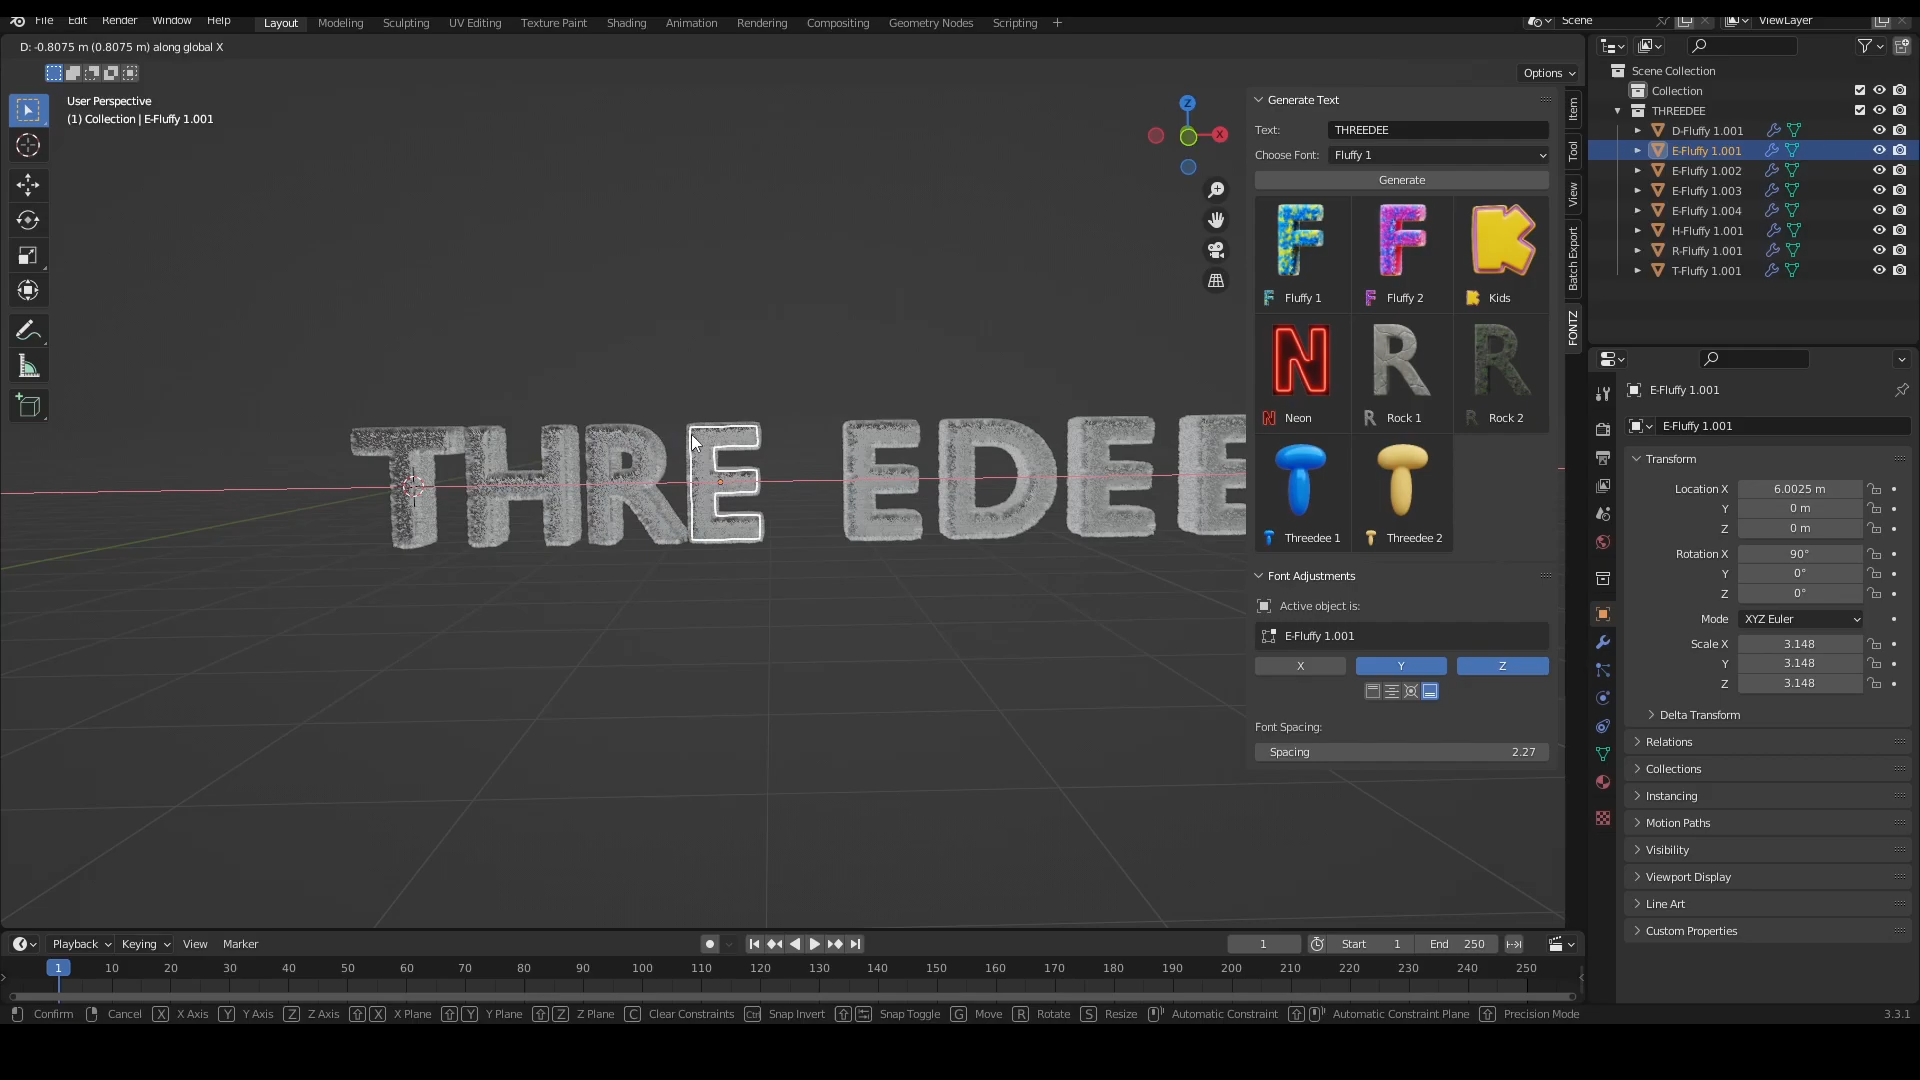 File Edit Render Window Help Layout Modeling Sculpting UV Editing Texture Paint Shading Animation Rendering Compositing Geometry Nodes Scripting + Scene ViewLayer
D: -0.8075 m (0.8075 m) along global X
Options
User Perspective
(1) Collection | E-Fluffy 1.001
Z
X
THRE EDEE
Generate Text
Text: THREEDEE
Choose Font: Fluffy 1
Generate
F F K
Fluffy 1 Fluffy 2 Kids
N R R
Neon Rock 1 Rock 2
Threedee 1 Threedee 2
Font Adjustments
Active object is:
E-Fluffy 1.001
X Y Z
Font Spacing:
Spacing 2.27
Item
Tool
View
Batch Export
FONTZ
Scene Collection
Collection
THREEDEE
D-Fluffy 1.001
E-Fluffy 1.001
E-Fluffy 1.002
E-Fluffy 1.003
E-Fluffy 1.004
H-Fluffy 1.001
R-Fluffy 1.001
T-Fluffy 1.001
E-Fluffy 1.001
E-Fluffy 1.001
Transform
Location X 6.0025 m
Y 0 m
Z 0 m
Rotation X 90°
Y 0°
Z 0°
Mode XYZ Euler
Scale X 3.148
Y 3.148
Z 3.148
Delta Transform
Relations
Collections
Instancing
Motion Paths
Visibility
Viewport Display
Line Art
Custom Properties
Playback Keying View Marker 1 Start 1 End 250
1 10 20 30 40 50 60 70 80 90 100 110 120 130 140 150 160 170 180 190 200 210 220 230 240 250
Confirm Cancel X X Axis Y Y Axis Z Z Axis X X Plane Y Y Plane Z Z Plane C Clear Constraints Ctrl Snap Invert Snap Toggle G Move R Rotate S Resize Automatic Constraint Automatic Constraint Plane Precision Mode 3.3.1